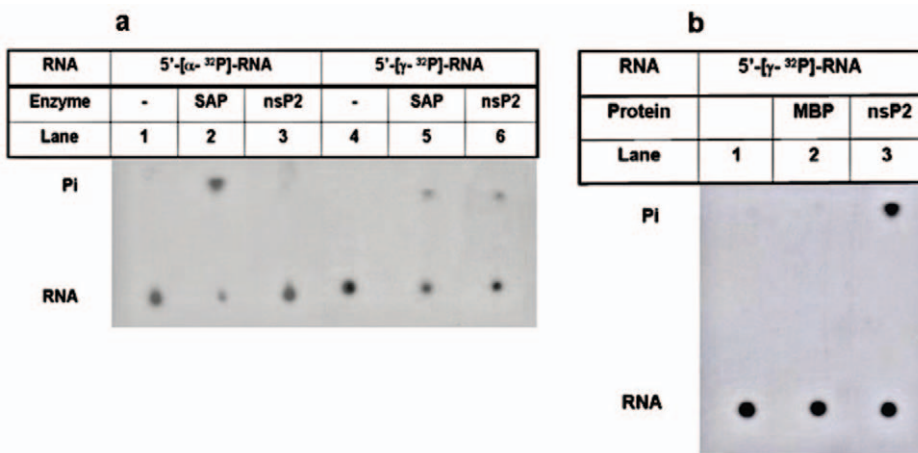 a
RNA 5'-[α- ³²P]-RNA 5'-[γ- ³²P]-RNA
Enzyme - SAP nsP2 - SAP nsP2
Lane 1 2 3 4 5 6
Pi
RNA
b
RNA 5'-[γ- ³²P]-RNA
Protein MBP nsP2
Lane 1 2 3
Pi
RNA